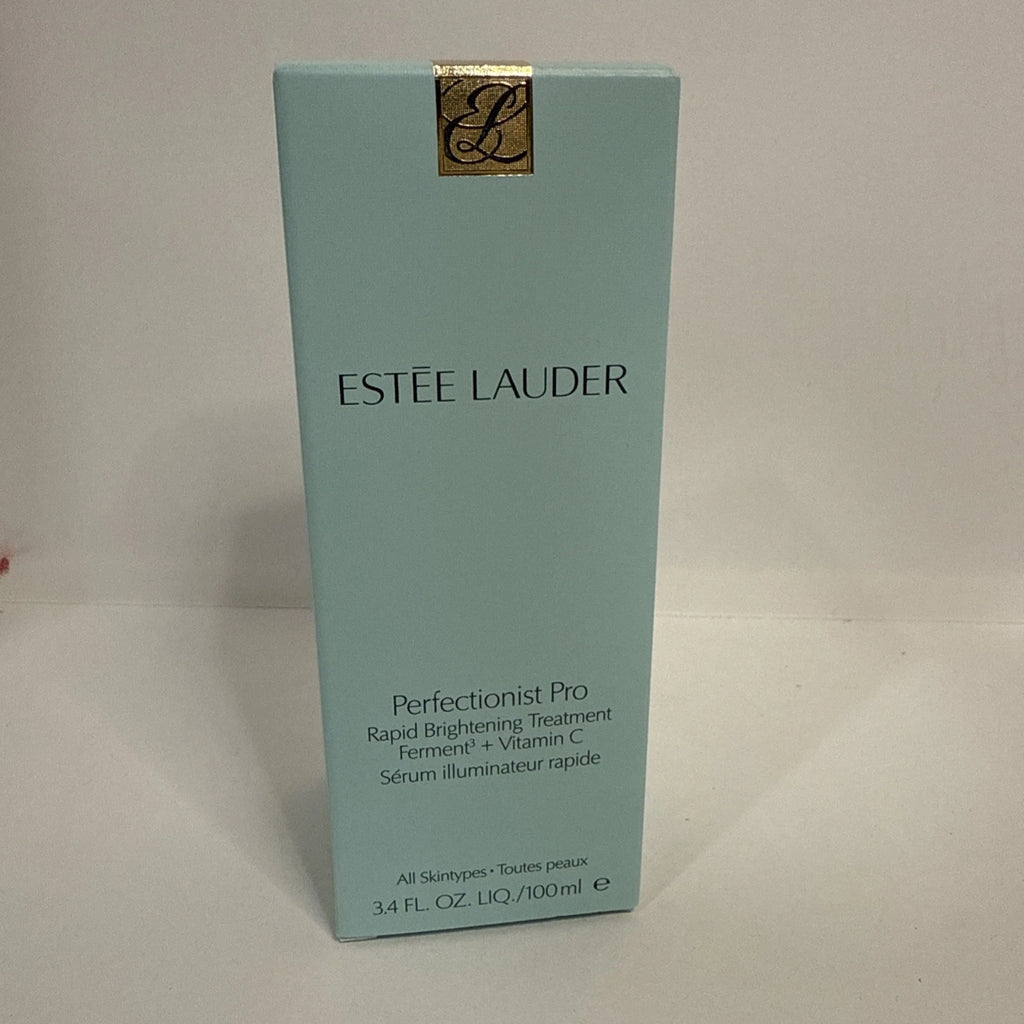 EL
ESTĒE LAUDER
Perfectionist Pro
Rapid Brightening Treatment
Ferment³ + Vitamin C
Sérum illuminateur rapide
All Skintypes • Toutes peaux
3.4 FL. OZ. LIQ./100 ml ℮